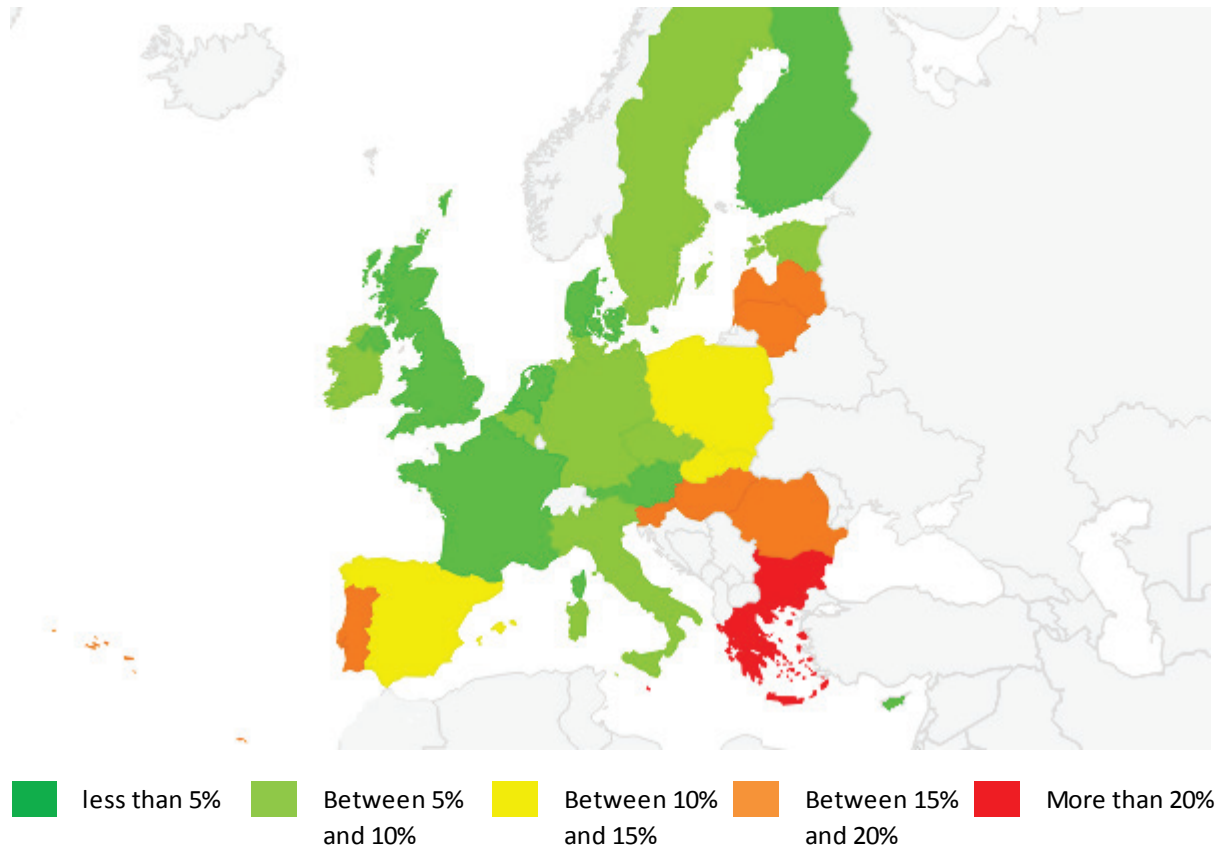 less than 5%
Between 5%
and 10%
Between 10%
and 15%
Between 15%
and 20%
More than 20%